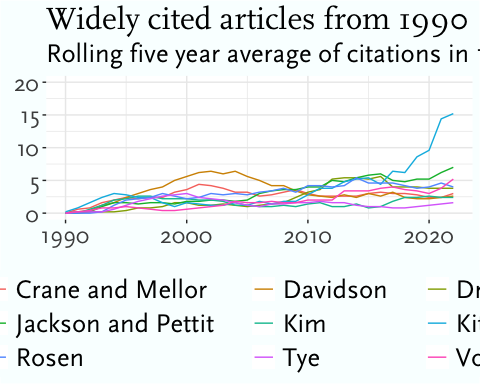 Widely cited articles from 1990
Rolling five year average of citations in
20
15
10
5
0
1990 2000 2010 2020
Crane and Mellor Davidson
Jackson and Pettit Kim
Rosen Tye